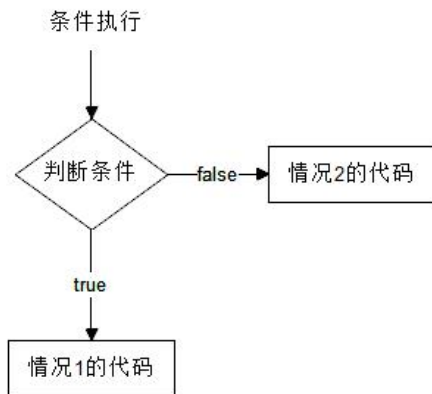 条件执行
判断条件
false
情况2的代码
true
情况1的代码